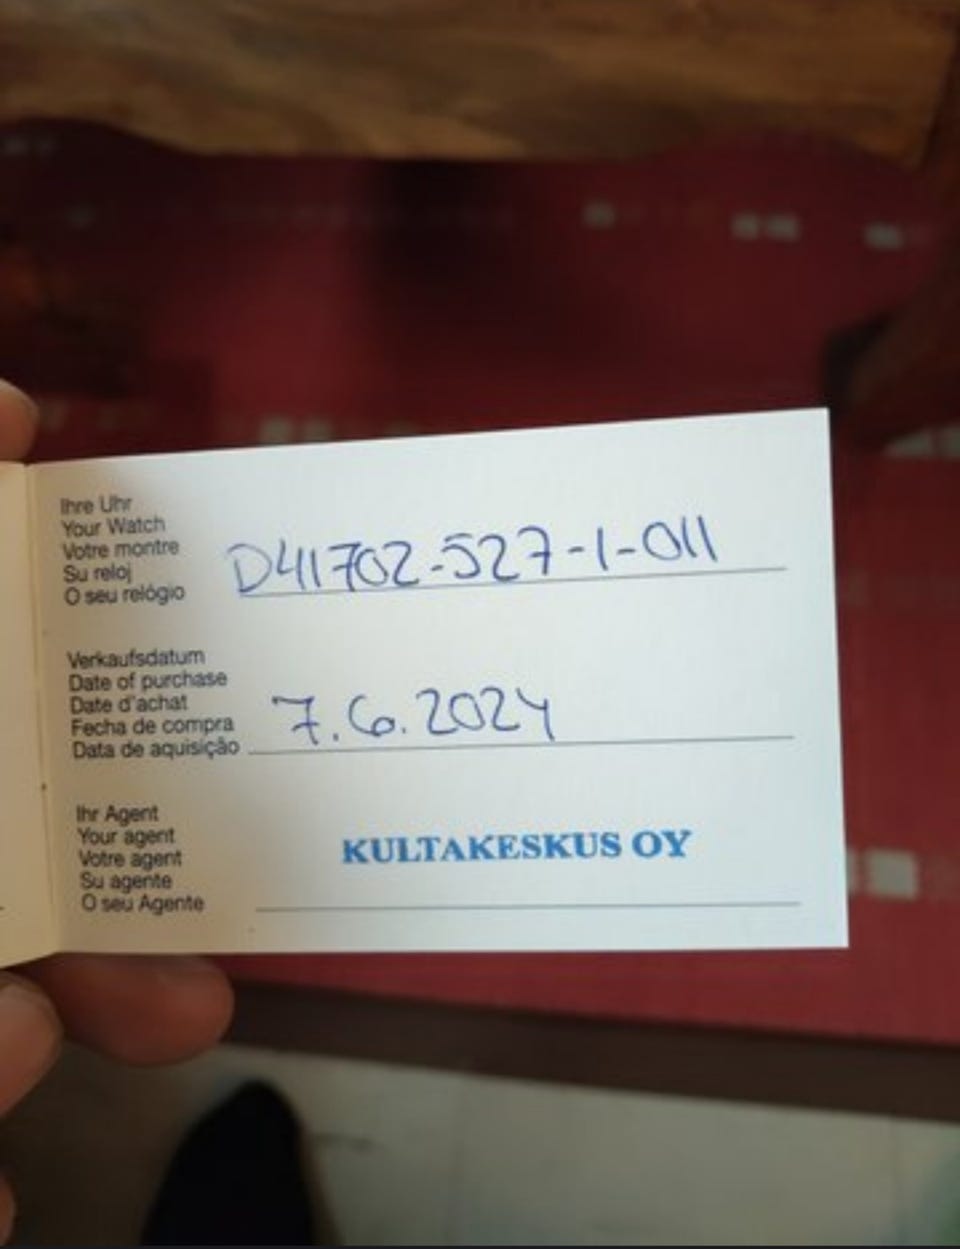 Ihre Uhr
Your Watch
Votre montre
Su reloj
O seu relógio
D41702-527-1-011
Verkaufsdatum
Date of purchase
Date d'achat
Fecha de compra
Data de aquisição
7.6.2024
Ihr Agent
Your agent
Votre agent
Su agente
O seu Agente
KULTAKESKUS OY